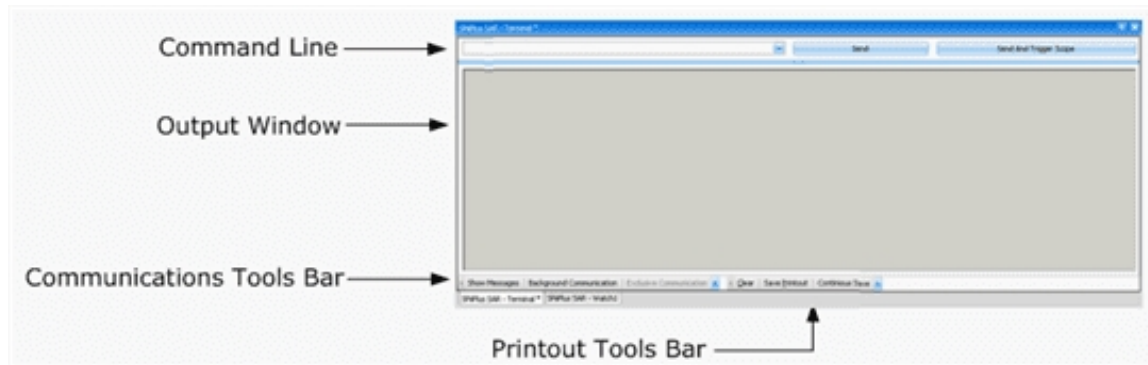 Command Line
Send
Send And Trigger Scope
Output Window
Communications Tools Bar
Show Messages
Background Communication
Exclusive Communication
Clear
Save Printout
Continuous Save
Printout Tools Bar